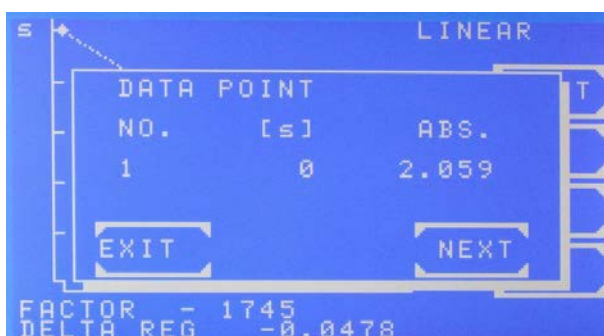 S LINEAR
T
DATA POINT
NO. [s] ABS.
1 0 2.059
EXIT NEXT
FACTOR - 1745
DELTA REG -0.0478